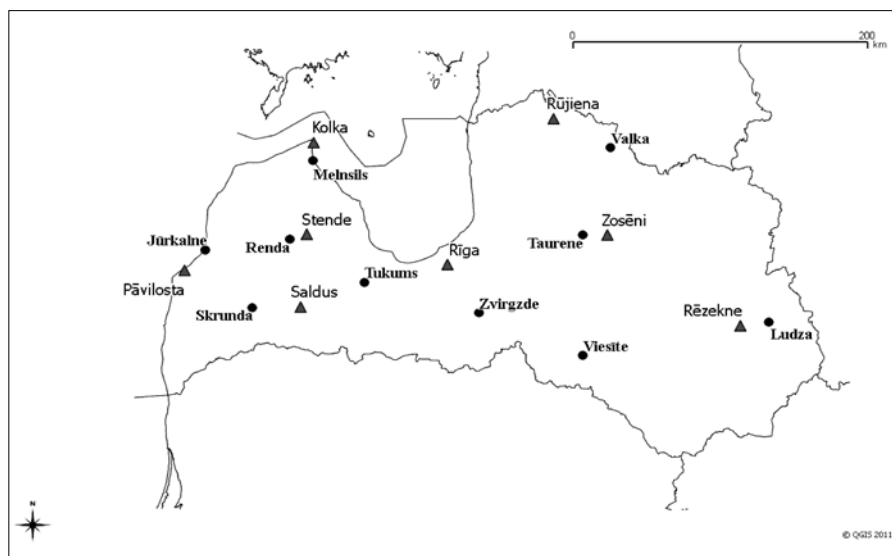 0 200
km
Rūjiena
Kolka
Valka
Melnsils
Stende
Zosēni
Jūrkalne
Renda
Taurene
Rīga
Tukums
Pāvilosta
Saldus
Zvirgzde
Skrunda
Rēzekne
Ludza
Viesīte
N
© QGIS 2011